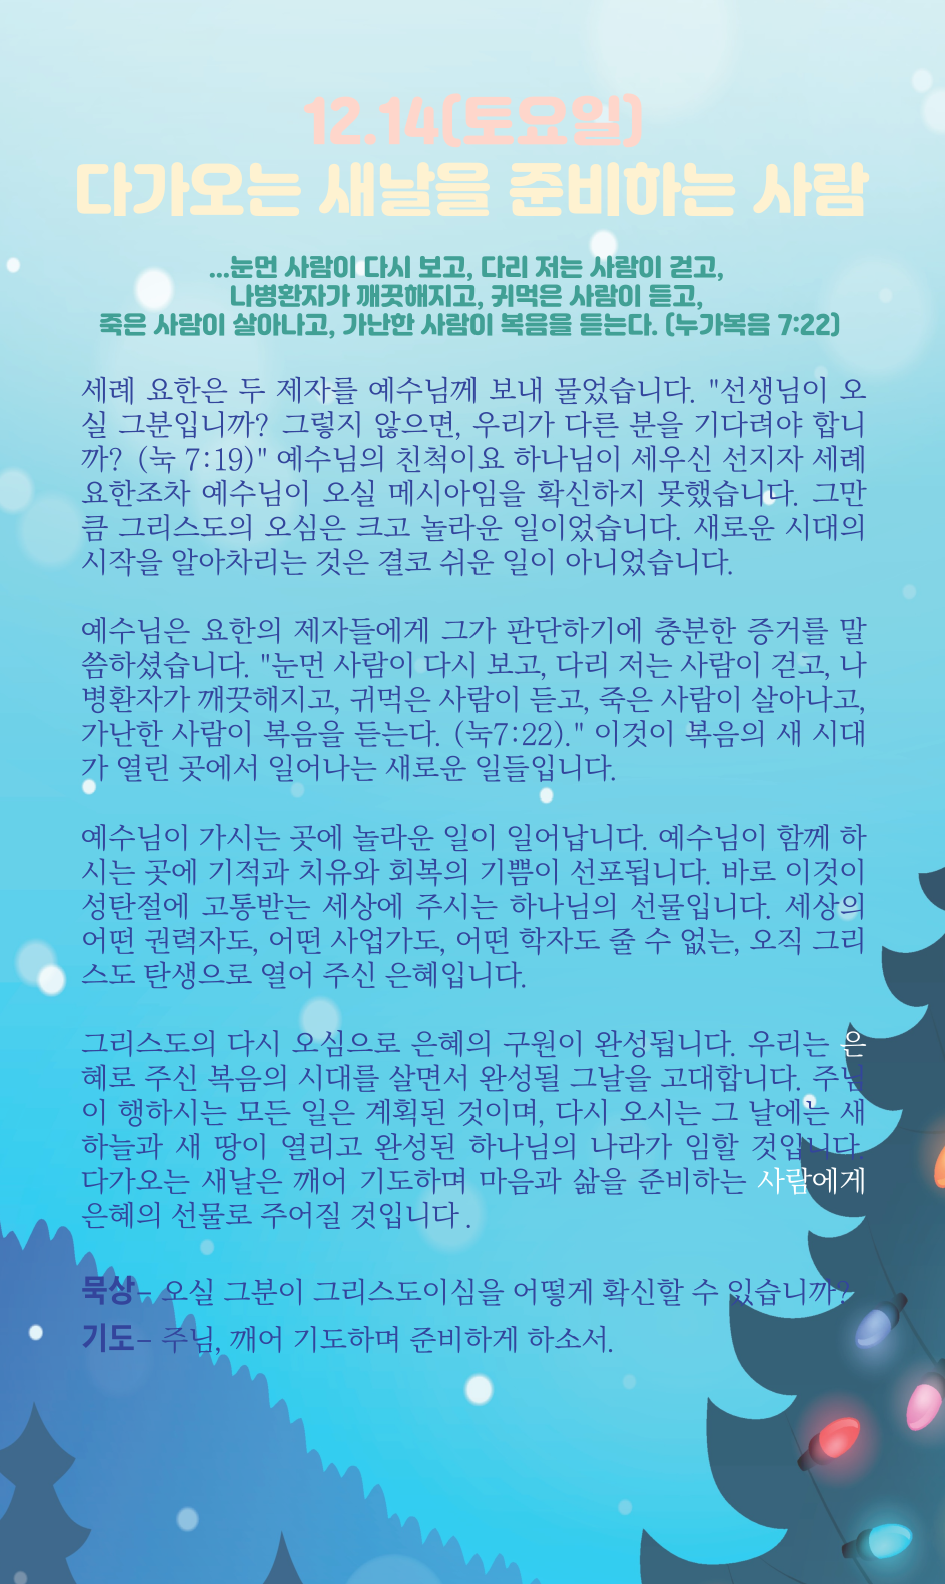 12.14(토요일)
다가오는 새날을 준비하는 사람
...눈먼 사람이 다시 보고, 다리 저는 사람이 걷고,
나병환자가 깨끗해지고, 귀먹은 사람이 듣고,
죽은 사람이 살아나고, 가난한 사람이 복음을 듣는다. (누가복음 7:22)
세례 요한은 두 제자를 예수님께 보내 물었습니다. "선생님이 오
실 그분입니까? 그렇지 않으면, 우리가 다른 분을 기다려야 합니
까? (눅 7:19)" 예수님의 친척이요 하나님이 세우신 선지자 세례
요한조차 예수님이 오실 메시아임을 확신하지 못했습니다. 그만
큼 그리스도의 오심은 크고 놀라운 일이었습니다. 새로운 시대의
시작을 알아차리는 것은 결코 쉬운 일이 아니었습니다.
예수님은 요한의 제자들에게 그가 판단하기에 충분한 증거를 말
씀하셨습니다. "눈먼 사람이 다시 보고, 다리 저는 사람이 걷고, 나
병환자가 깨끗해지고, 귀먹은 사람이 듣고, 죽은 사람이 살아나고,
가난한 사람이 복음을 듣는다. (눅7:22)." 이것이 복음의 새 시대
가 열린 곳에서 일어나는 새로운 일들입니다.
예수님이 가시는 곳에 놀라운 일이 일어납니다. 예수님이 함께 하
시는 곳에 기적과 치유와 회복의 기쁨이 선포됩니다. 바로 이것이
성탄절에 고통받는 세상에 주시는 하나님의 선물입니다. 세상의
어떤 권력자도, 어떤 사업가도, 어떤 학자도 줄 수 없는, 오직 그리
스도 탄생으로 열어 주신 은혜입니다.
그리스도의 다시 오심으로 은혜의 구원이 완성됩니다. 우리는 은
혜로 주신 복음의 시대를 살면서 완성될 그날을 고대합니다. 주님
이 행하시는 모든 일은 계획된 것이며, 다시 오시는 그 날에는 새
하늘과 새 땅이 열리고 완성된 하나님의 나라가 임할 것입니다.
다가오는 새날은 깨어 기도하며 마음과 삶을 준비하는 사람에게
은혜의 선물로 주어질 것입니다.
묵상- 오실 그분이 그리스도이심을 어떻게 확신할 수 있습니까?
기도- 주님, 깨어 기도하며 준비하게 하소서.